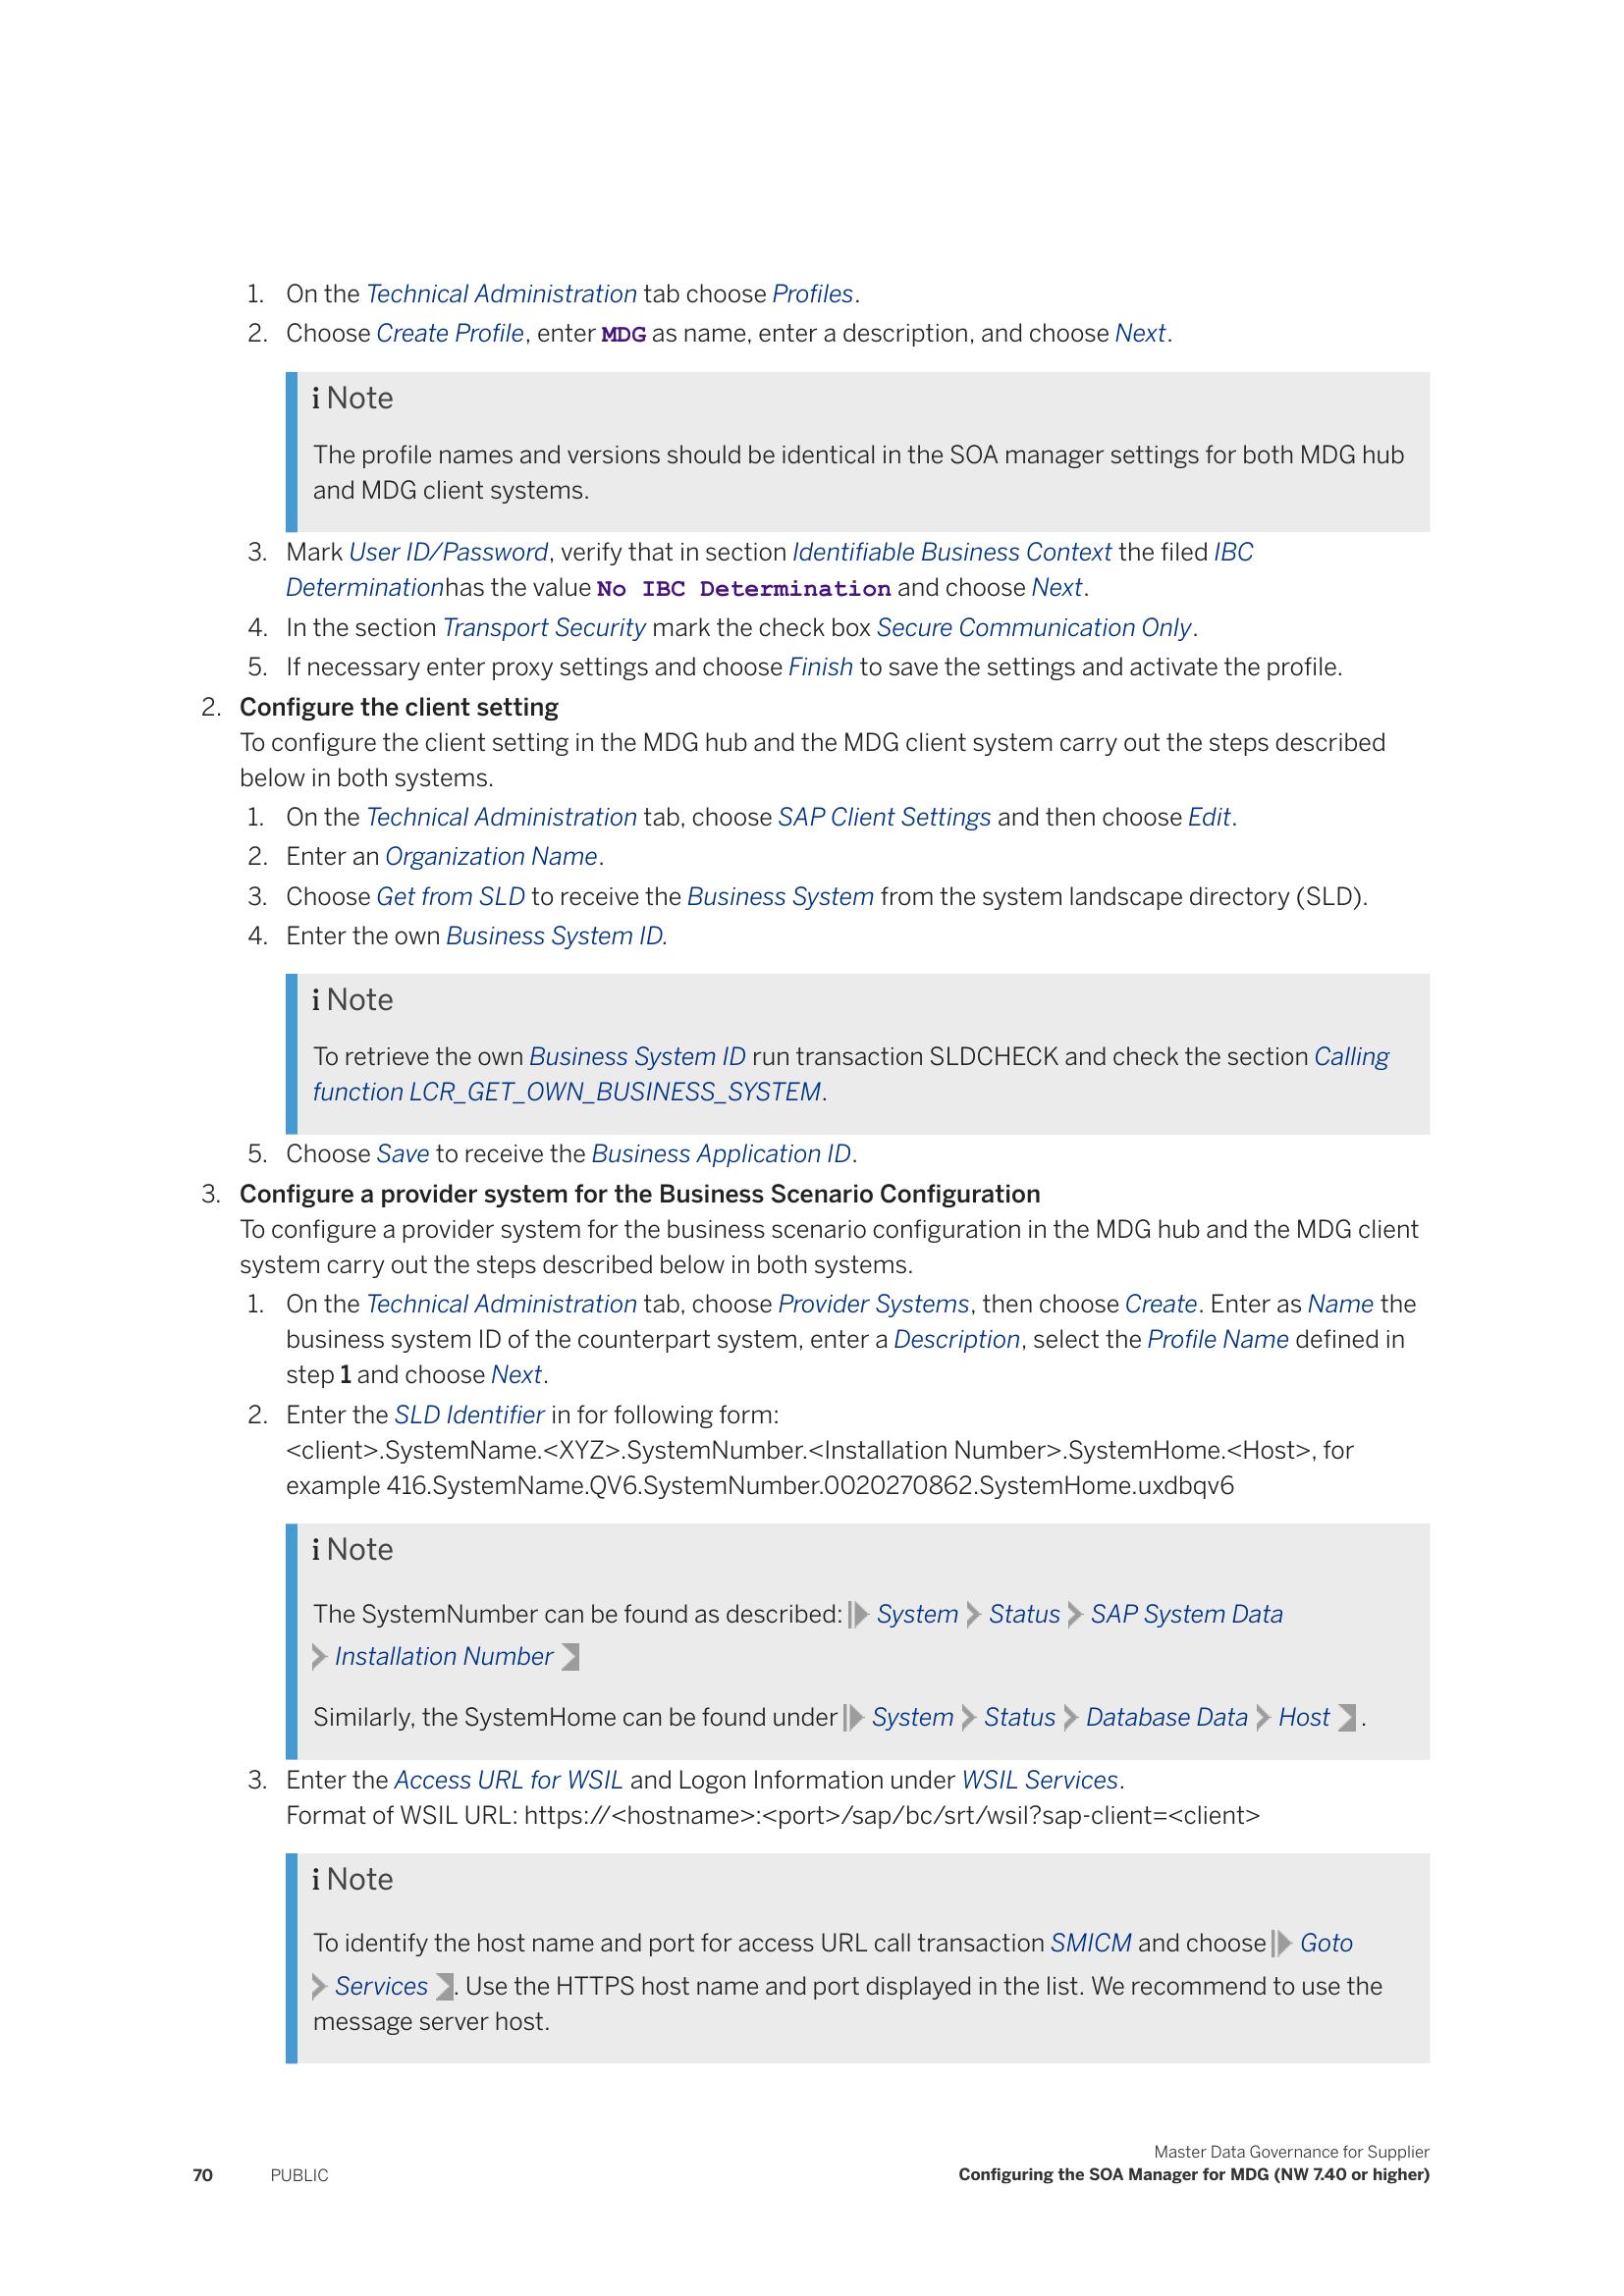 1. On the Technical Administration tab choose Profiles.
2. Choose Create Profile, enter MDG as name, enter a description, and choose Next.
i Note
The profile names and versions should be identical in the SOA manager settings for both MDG hub
and MDG client systems.
3. Mark User ID/Password, verify that in section Identifiable Business Context the filed IBC
Determinationhas the value No IBC Determination and choose Next.
4. In the section Transport Security mark the check box Secure Communication Only.
5. If necessary enter proxy settings and choose Finish to save the settings and activate the profile.
2. Configure the client setting
To configure the client setting in the MDG hub and the MDG client system carry out the steps described
below in both systems.
1. On the Technical Administration tab, choose SAP Client Settings and then choose Edit.
2. Enter an Organization Name.
3. Choose Get from SLD to receive the Business System from the system landscape directory (SLD).
4. Enter the own Business System ID.
i Note
To retrieve the own Business System ID run transaction SLDCHECK and check the section Calling
function LCR_GET_OWN_BUSINESS_SYSTEM.
5. Choose Save to receive the Business Application ID.
3. Configure a provider system for the Business Scenario Configuration
To configure a provider system for the business scenario configuration in the MDG hub and the MDG client
system carry out the steps described below in both systems.
1. On the Technical Administration tab, choose Provider Systems, then choose Create. Enter as Name the
business system ID of the counterpart system, enter a Description, select the Profile Name defined in
step 1 and choose Next.
2. Enter the SLD Identifier in for following form:
<client>.SystemName.<XYZ>.SystemNumber.<Installation Number>.SystemHome.<Host>, for
example 416.SystemName.QV6.SystemNumber.0020270862.SystemHome.uxdbqv6
i Note
The SystemNumber can be found as described: System Status SAP System Data
Installation Number
Similarly, the SystemHome can be found under System Status Database Data Host .
3. Enter the Access URL for WSIL and Logon Information under WSIL Services.
Format of WSIL URL: https://<hostname>:<port>/sap/bc/srt/wsil?sap-client=<client>
i Note
To identify the host name and port for access URL call transaction SMICM and choose Goto
Services . Use the HTTPS host name and port displayed in the list. We recommend to use the
message server host.
Master Data Governance for Supplier
70 PUBLIC Configuring the SOA Manager for MDG (NW 7.40 or higher)